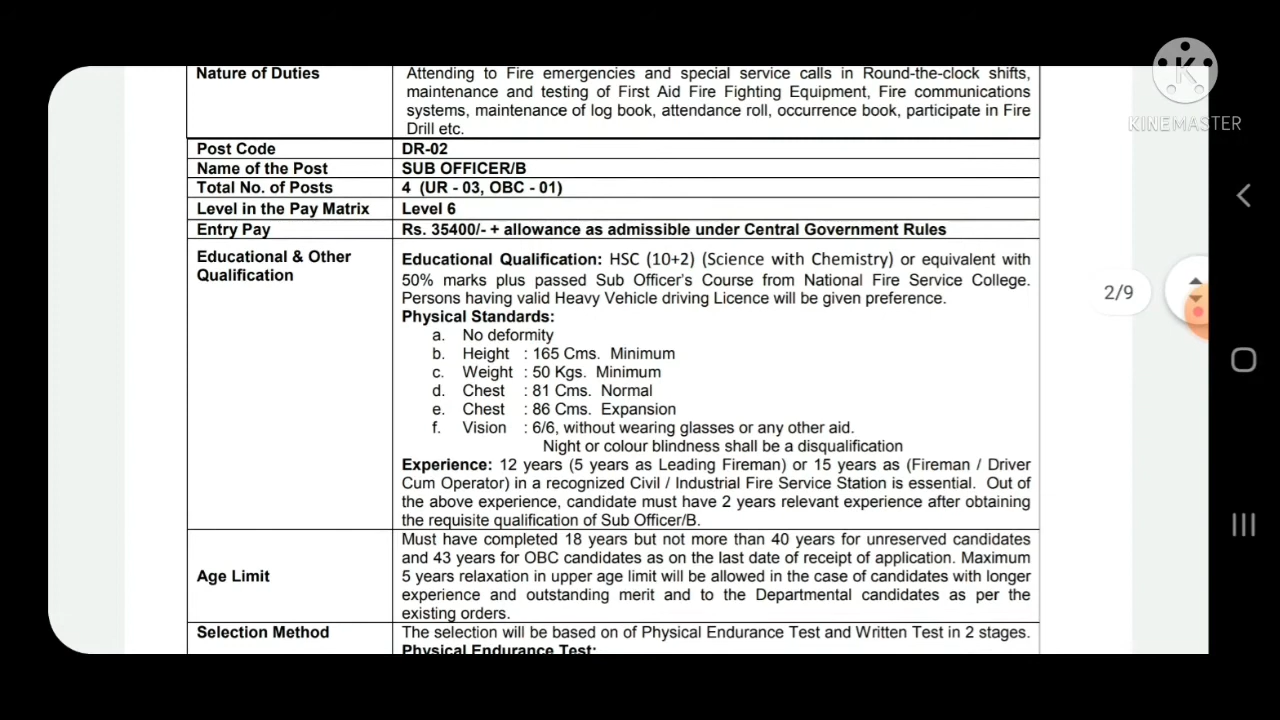 Nature of Duties
Attending to Fire emergencies and special service calls in Round-the-clock shifts,
maintenance and testing of First Aid Fire Fighting Equipment, Fire communications
systems, maintenance of log book, attendance roll, occurrence book, participate in Fire
Drill etc.
Post Code DR-02
Name of the Post SUB OFFICER/B
Total No. of Posts 4 (UR - 03, OBC - 01)
Level in the Pay Matrix Level 6
Entry Pay Rs. 35400/- + allowance as admissible under Central Government Rules
Educational & Other
Qualification
Educational Qualification: HSC (10+2) (Science with Chemistry) or equivalent with
50% marks plus passed Sub Officer's Course from National Fire Service College.
Persons having valid Heavy Vehicle driving Licence will be given preference.
Physical Standards:
a. No deformity
b. Height : 165 Cms. Minimum
c. Weight : 50 Kgs. Minimum
d. Chest : 81 Cms. Normal
e. Chest : 86 Cms. Expansion
f. Vision : 6/6, without wearing glasses or any other aid.
Night or colour blindness shall be a disqualification
Experience: 12 years (5 years as Leading Fireman) or 15 years as (Fireman / Driver
Cum Operator) in a recognized Civil / Industrial Fire Service Station is essential. Out of
the above experience, candidate must have 2 years relevant experience after obtaining
the requisite qualification of Sub Officer/B.
Age Limit
Must have completed 18 years but not more than 40 years for unreserved candidates
and 43 years for OBC candidates as on the last date of receipt of application. Maximum
5 years relaxation in upper age limit will be allowed in the case of candidates with longer
experience and outstanding merit and to the Departmental candidates as per the
existing orders.
Selection Method The selection will be based on of Physical Endurance Test and Written Test in 2 stages.
Physical Endurance Test:
2/9
K
KINEMASTER